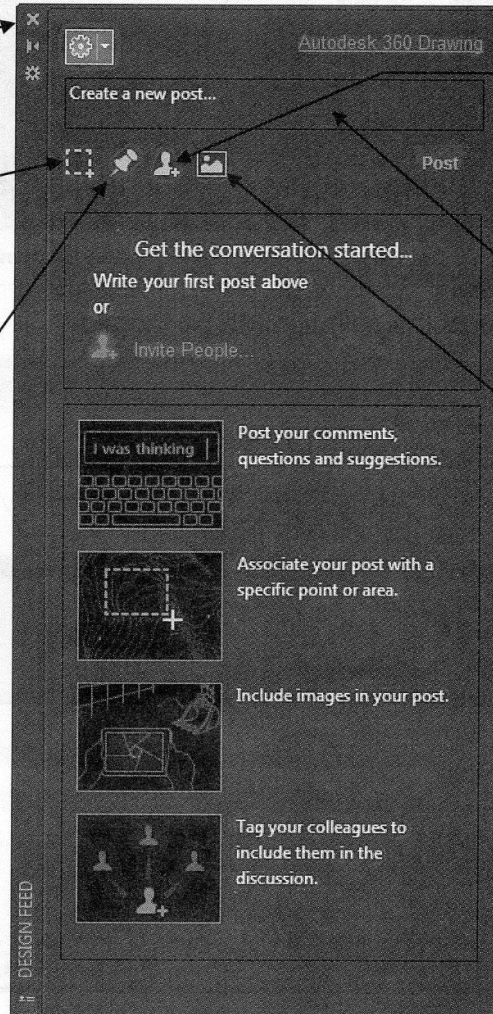 Autodesk 360 Drawing
Create a new post...
Post
Get the conversation started...
Write your first post above
or
Invite People...
I was thinking
Post your comments,
questions and suggestions.
Associate your post with a
specific point or area.
Include images in your post.
Tag your colleagues to
include them in the
discussion.
DESIGN FEED